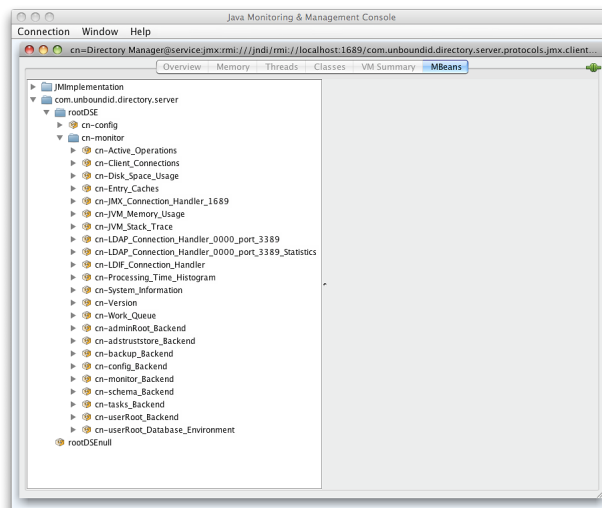 Java Monitoring & Management Console
Connection Window Help
cn=Directory Manager@service:jmx:rmi:///jndi/rmi://localhost:1689/com.unboundid.directory.server.protocols.jmx.client...
Overview Memory Threads Classes VM Summary MBeans
JMImplementation
com.unboundid.directory.server
rootDSE
cn-config
cn-monitor
cn-Active_Operations
cn-Client_Connections
cn-Disk_Space_Usage
cn-Entry_Caches
cn-JMX_Connection_Handler_1689
cn-JVM_Memory_Usage
cn-JVM_Stack_Trace
cn-LDAP_Connection_Handler_0000_port_3389
cn-LDAP_Connection_Handler_0000_port_3389_Statistics
cn-LDIF_Connection_Handler
cn-Processing_Time_Histogram
cn-System_Information
cn-Version
cn-Work_Queue
cn-adminRoot_Backend
cn-adstruststore_Backend
cn-backup_Backend
cn-config_Backend
cn-monitor_Backend
cn-schema_Backend
cn-tasks_Backend
cn-userRoot_Backend
cn-userRoot_Database_Environment
rootDSEnull